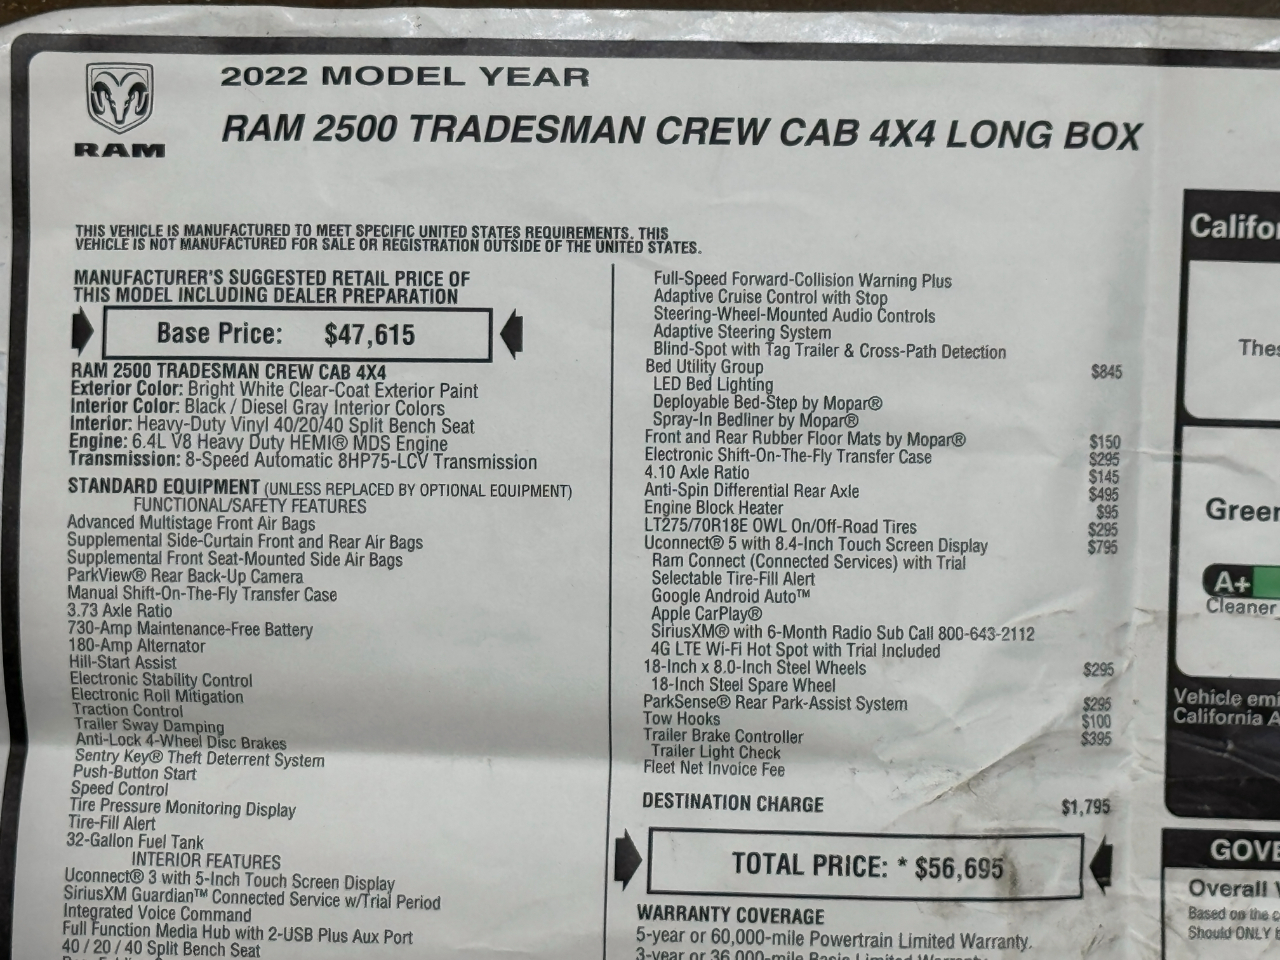 2022 MODEL YEAR
RAM 2500 TRADESMAN CREW CAB 4X4 LONG BOX
RAM
THIS VEHICLE IS MANUFACTURED TO MEET SPECIFIC UNITED STATES REQUIREMENTS. THIS
VEHICLE IS NOT MANUFACTURED FOR SALE OR REGISTRATION OUTSIDE OF THE UNITED STATES.
MANUFACTURER'S SUGGESTED RETAIL PRICE OF
THIS MODEL INCLUDING DEALER PREPARATION
Base Price: $47,615
RAM 2500 TRADESMAN CREW CAB 4X4
Exterior Color: Bright White Clear-Coat Exterior Paint
Interior Color: Black / Diesel Gray Interior Colors
Interior: Heavy-Duty Vinyl 40/20/40 Split Bench Seat
Engine: 6.4L V8 Heavy Duty HEMI® MDS Engine
Transmission: 8-Speed Automatic 8HP75-LCV Transmission
STANDARD EQUIPMENT (UNLESS REPLACED BY OPTIONAL EQUIPMENT)
FUNCTIONAL/SAFETY FEATURES
Advanced Multistage Front Air Bags
Supplemental Side-Curtain Front and Rear Air Bags
Supplemental Front Seat-Mounted Side Air Bags
ParkView® Rear Back-Up Camera
Manual Shift-On-The-Fly Transfer Case
3.73 Axle Ratio
730-Amp Maintenance-Free Battery
180-Amp Alternator
Hill-Start Assist
Electronic Stability Control
Electronic Roll Mitigation
Traction Control
Trailer Sway Damping
Anti-Lock 4-Wheel Disc Brakes
Sentry Key® Theft Deterrent System
Push-Button Start
Speed Control
Tire Pressure Monitoring Display
Tire-Fill Alert
32-Gallon Fuel Tank
INTERIOR FEATURES
Uconnect® 3 with 5-Inch Touch Screen Display
SiriusXM Guardian™ Connected Service w/Trial Period
Integrated Voice Command
Full Function Media Hub with 2-USB Plus Aux Port
40 / 20 / 40 Split Bench Seat
Full-Speed Forward-Collision Warning Plus
Adaptive Cruise Control with Stop
Steering-Wheel-Mounted Audio Controls
Adaptive Steering System
Blind-Spot with Tag Trailer & Cross-Path Detection
Bed Utility Group $845
LED Bed Lighting
Deployable Bed-Step by Mopar®
Spray-In Bedliner by Mopar®
Front and Rear Rubber Floor Mats by Mopar® $150
Electronic Shift-On-The-Fly Transfer Case $295
4.10 Axle Ratio $145
Anti-Spin Differential Rear Axle $495
Engine Block Heater $95
LT275/70R18E OWL On/Off-Road Tires $295
Uconnect® 5 with 8.4-Inch Touch Screen Display $795
Ram Connect (Connected Services) with Trial
Selectable Tire-Fill Alert
Google Android Auto™
Apple CarPlay®
SiriusXM® with 6-Month Radio Sub Call 800-643-2112
4G LTE Wi-Fi Hot Spot with Trial Included
18-Inch x 8.0-Inch Steel Wheels $295
18-Inch Steel Spare Wheel
ParkSense® Rear Park-Assist System $295
Tow Hooks $100
Trailer Brake Controller $395
Trailer Light Check
Fleet Net Invoice Fee
DESTINATION CHARGE $1,795
TOTAL PRICE: * $56,695
WARRANTY COVERAGE
5-year or 60,000-mile Powertrain Limited Warranty.
3-year or 36,000-mile Basic Limited Warranty.
Califor
Thes
Green
A+
Cleaner
Vehicle emi
California A
GOVE
Overall V
Based on the c
Should ONLY b